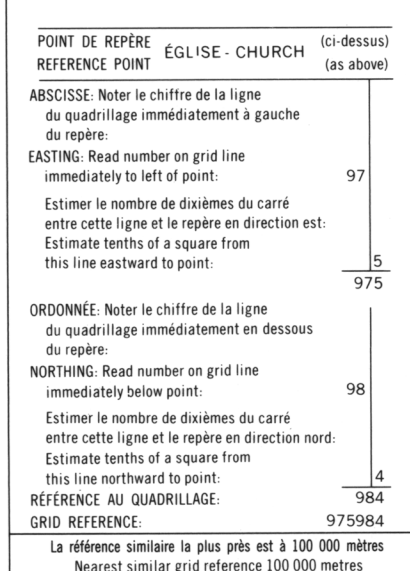 POINT DE REPÈRE ÉGLISE - CHURCH (ci-dessus)
REFERENCE POINT (as above)
ABSCISSE: Noter le chiffre de la ligne
du quadrillage immédiatement à gauche
du repère:
EASTING: Read number on grid line
immediately to left of point: 97
Estimer le nombre de dixièmes du carré
entre cette ligne et le repère en direction est:
Estimate tenths of a square from
this line eastward to point: 5
975
ORDONNÉE: Noter le chiffre de la ligne
du quadrillage immédiatement en dessous
du repère:
NORTHING: Read number on grid line
immediately below point: 98
Estimer le nombre de dixièmes du carré
entre cette ligne et le repère en direction nord:
Estimate tenths of a square from
this line northward to point: 4
RÉFÉRENCE AU QUADRILLAGE: 984
GRID REFERENCE: 975984
La référence similaire la plus près est à 100 000 mètres
Nearest similar grid reference 100 000 metres